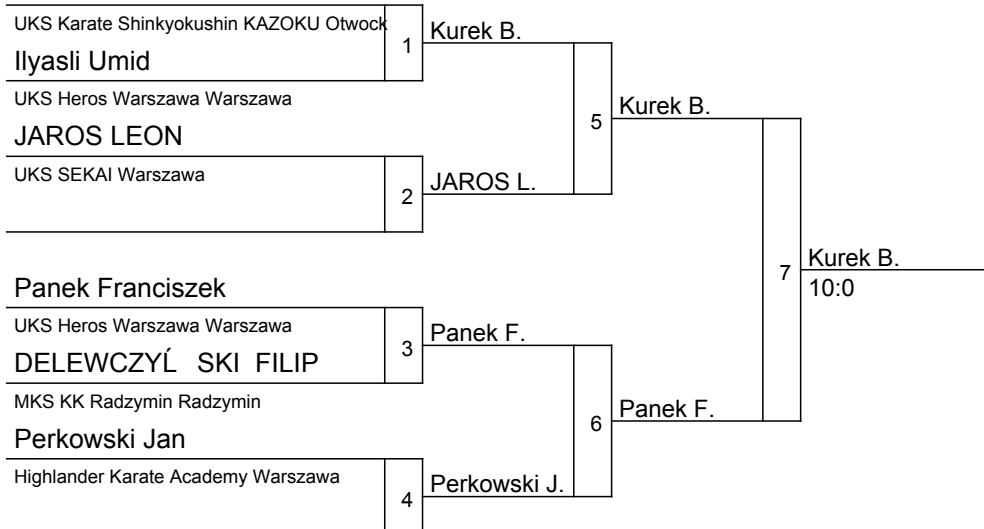 UKS Karate Shinkyokushin KAZOKU Otwock
1
Kurek B.
Ilyasli Umid
UKS Heros Warszawa Warszawa
5
Kurek B.
JAROS LEON
UKS SEKAI Warszawa
2
JAROS L.
7
Kurek B.
10:0
Panek Franciszek
UKS Heros Warszawa Warszawa
3
Panek F.
DELEWCZYĹ SKI FILIP
MKS KK Radzymin Radzymin
6
Panek F.
Perkowski Jan
Highlander Karate Academy Warszawa
4
Perkowski J.